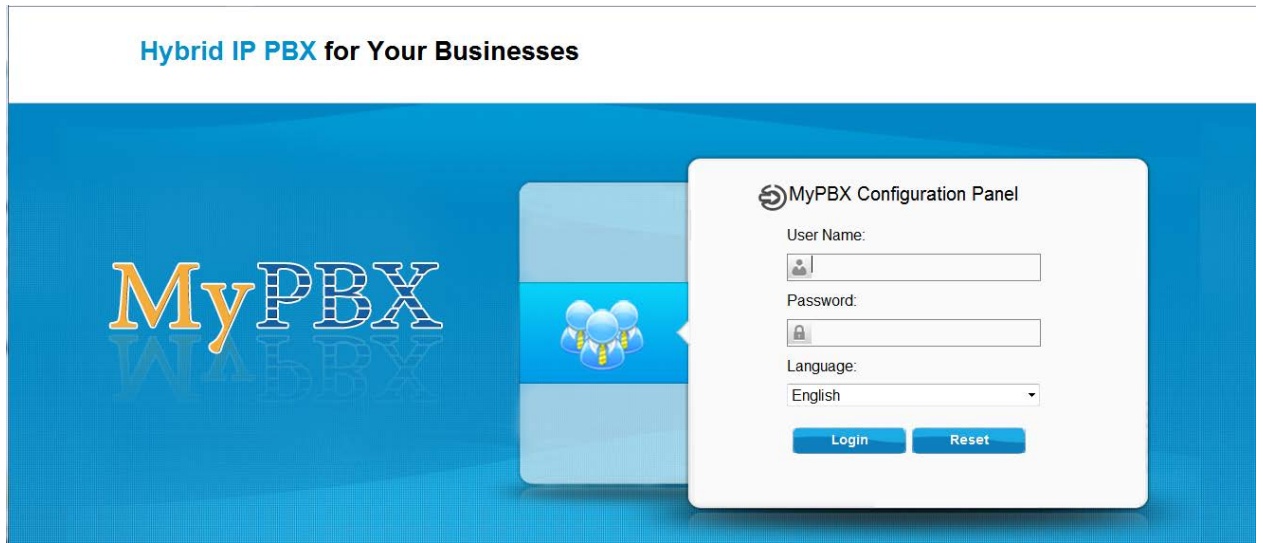 Hybrid IP PBX for Your Businesses
MyPBX
MyPBX Configuration Panel
User Name:
Password:
Language:
English
Login Reset